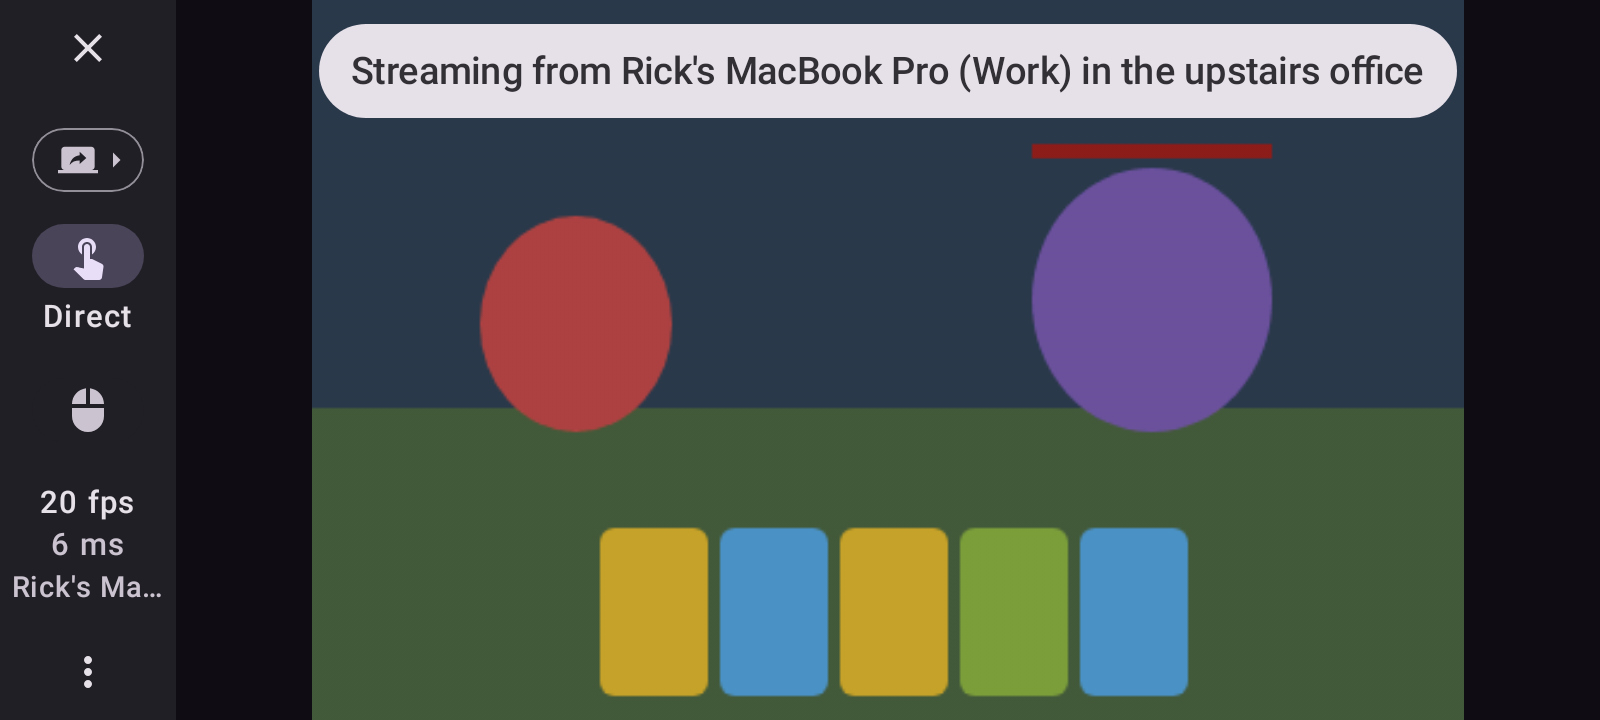 Streaming from Rick's MacBook Pro (Work) in the upstairs office
Direct
20 fps
6 ms
Rick's Ma…